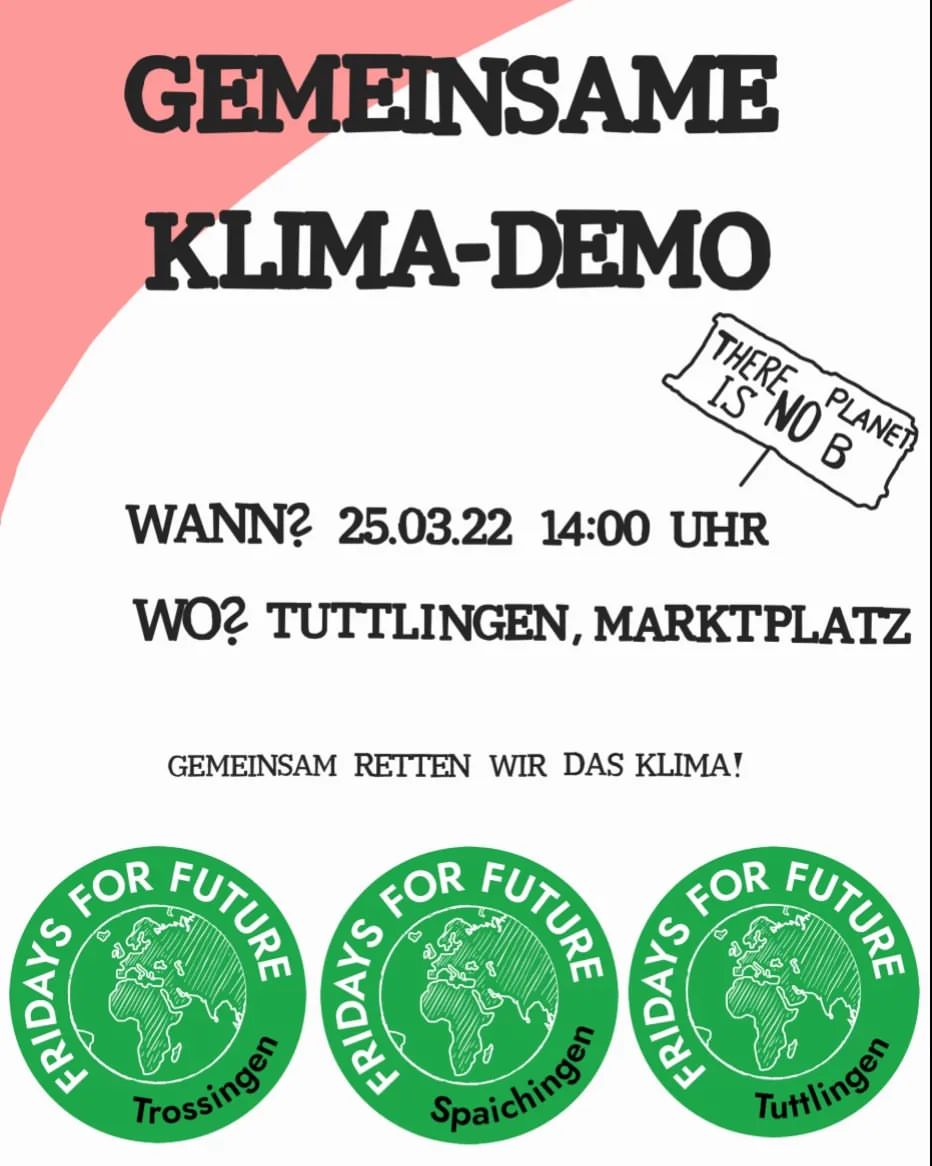 GEMEINSAME
KLIMA-DEMO
THERE PLANET
IS NO B
WANN? 25.03.22 14:00 UHR
WO? TUTTLINGEN, MARKTPLATZ
GEMEINSAM RETTEN WIR DAS KLIMA!
FRIDAYS FOR FUTURE
Trossingen
FRIDAYS FOR FUTURE
Spaichingen
FRIDAYS FOR FUTURE
Tuttlingen